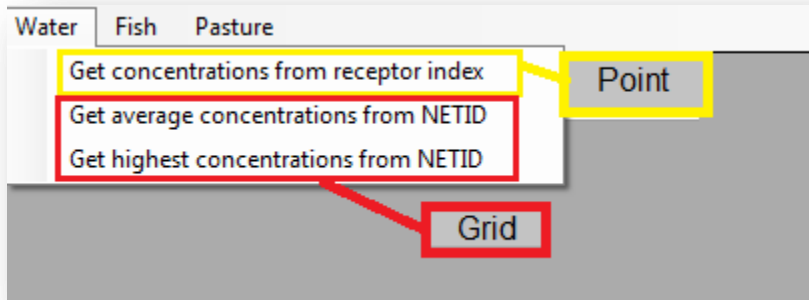 Water Fish Pasture
Get concentrations from receptor index
Point
Get average concentrations from NETID
Get highest concentrations from NETID
Grid